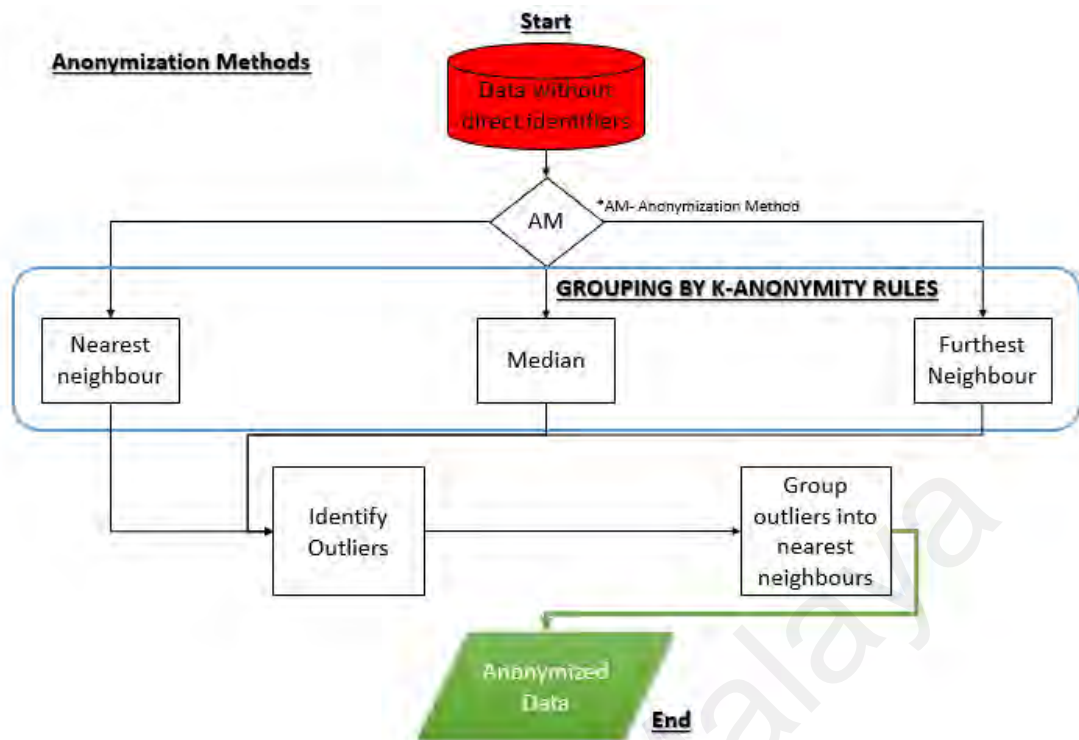 Start
Anonymization Methods
Data without
direct identifiers
AM
*AM- Anonymization Method
GROUPING BY K-ANONYMITY RULES
Nearest
neighbour
Median
Furthest
Neighbour
Identify
Outliers
Group
outliers into
nearest
neighbours
Anonymized
Data
End
alaya